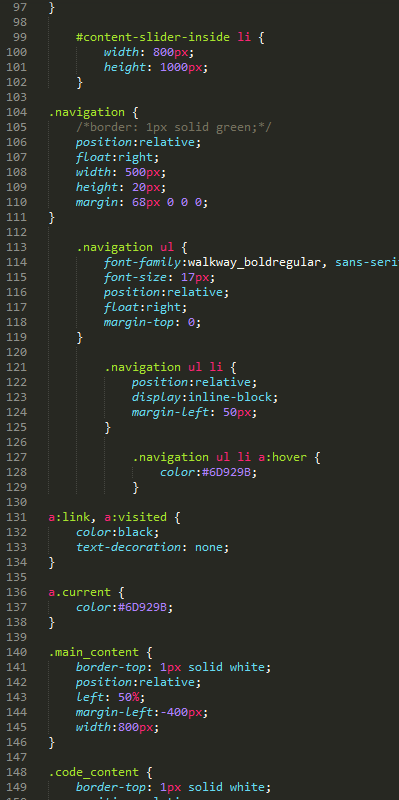 97 }
98
99 #content-slider-inside li {
100 width: 800px;
101 height: 1000px;
102 }
103
104 .navigation {
105 /*border: 1px solid green;*/
106 position:relative;
107 float:right;
108 width: 500px;
109 height: 20px;
110 margin: 68px 0 0 0;
111 }
112
113 .navigation ul {
114 font-family:walkway_boldregular, sans-seri
115 font-size: 17px;
116 position:relative;
117 float:right;
118 margin-top: 0;
119 }
120
121 .navigation ul li {
122 position:relative;
123 display:inline-block;
124 margin-left: 50px;
125 }
126
127 .navigation ul li a:hover {
128 color:#6D929B;
129 }
130
131 a:link, a:visited {
132 color:black;
133 text-decoration: none;
134 }
135
136 a.current {
137 color:#6D929B;
138 }
139
140 .main_content {
141 border-top: 1px solid white;
142 position:relative;
143 left: 50%;
144 margin-left:-400px;
145 width:800px;
146 }
147
148 .code_content {
149 border-top: 1px solid white;